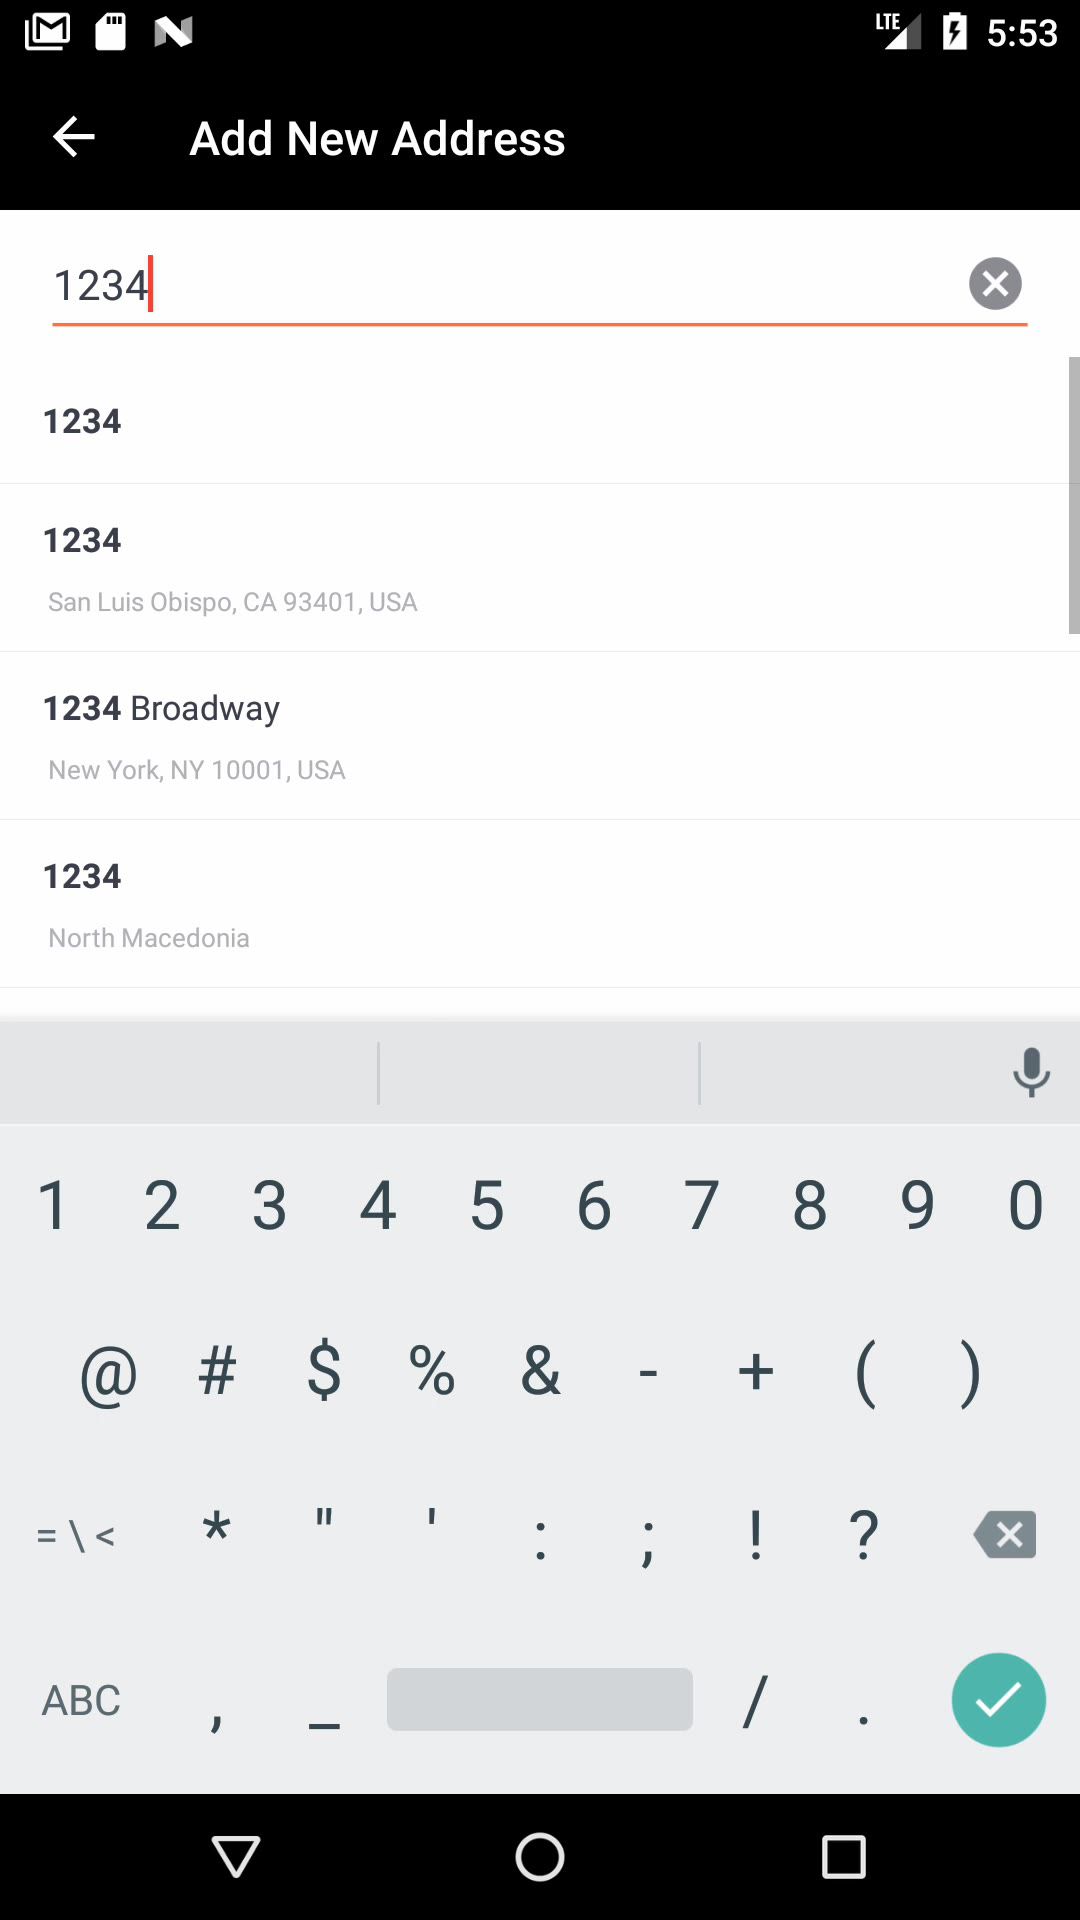 LTE 5:53
Add New Address
1234
1234
1234
San Luis Obispo, CA 93401, USA
1234 Broadway
New York, NY 10001, USA
1234
North Macedonia
1 2 3 4 5 6 7 8 9 0
@ # $ % & - + ( )
= \ < * " ' : ; ! ?
ABC , _ / .